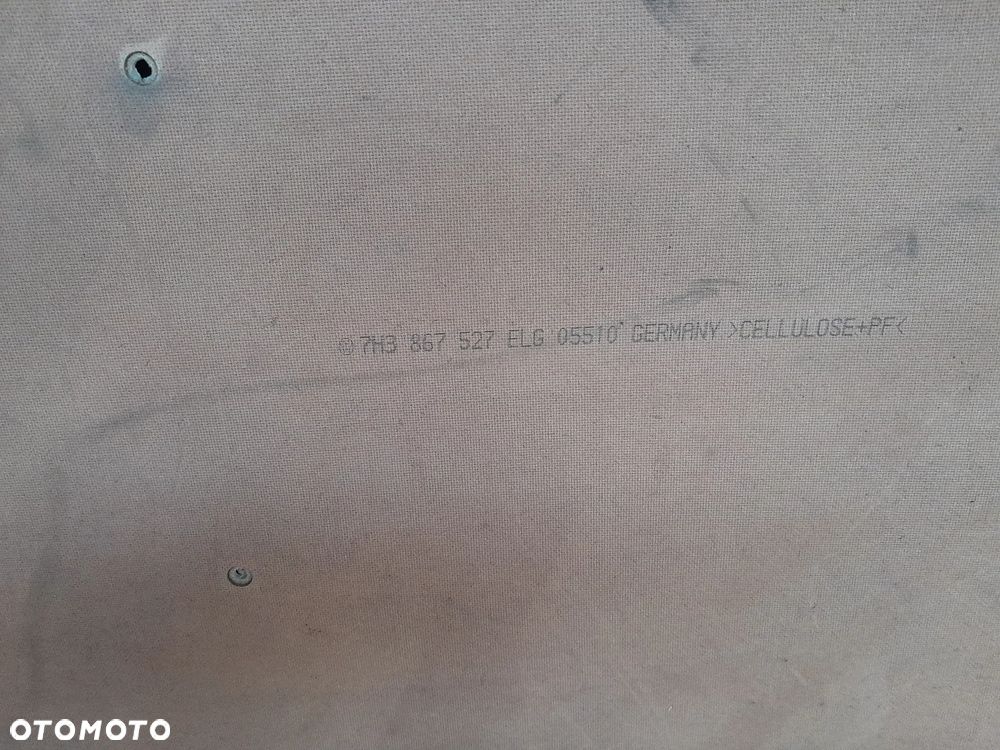 © 7H3 867 527 ELG 05510 GERMANY >CELLULOSE+PF<
OTOMOTO